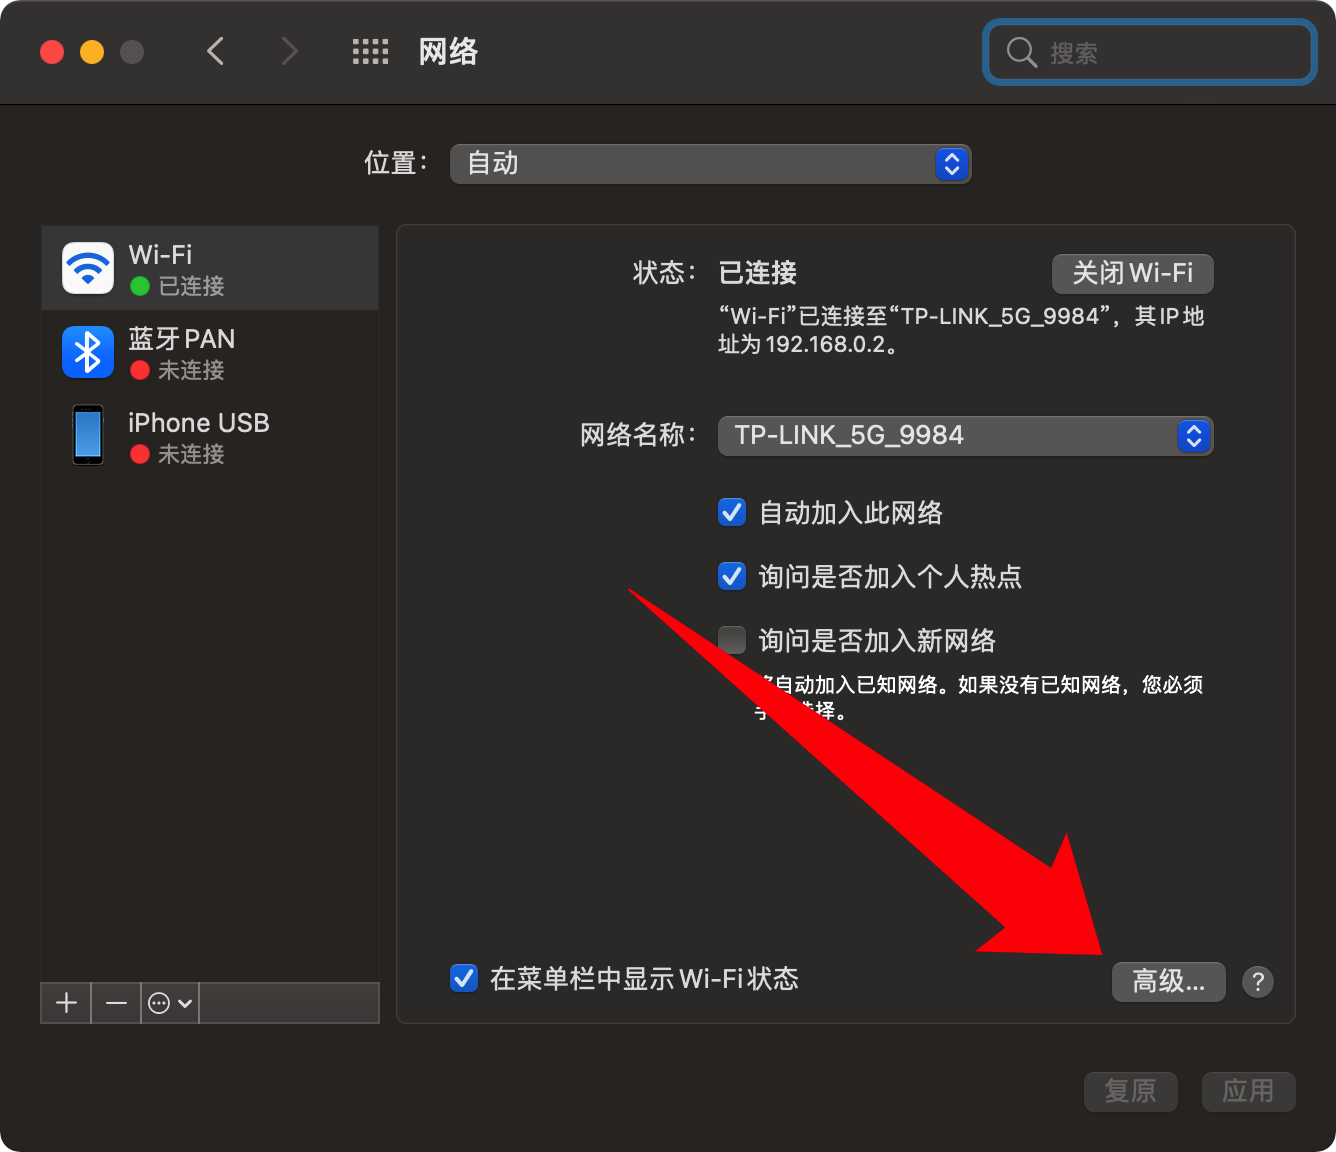 网络
搜索
位置：
自动
Wi-Fi
已连接
蓝牙 PAN
未连接
iPhone USB
未连接
状态：
已连接
关闭 Wi-Fi
“Wi-Fi”已连接至“TP-LINK_5G_9984”，其 IP 地
址为 192.168.0.2。
网络名称：
TP-LINK_5G_9984
自动加入此网络
询问是否加入个人热点
询问是否加入新网络
自动加入已知网络。如果没有已知网络，您必须
择。
在菜单栏中显示 Wi-Fi 状态
高级...
?
复原
应用